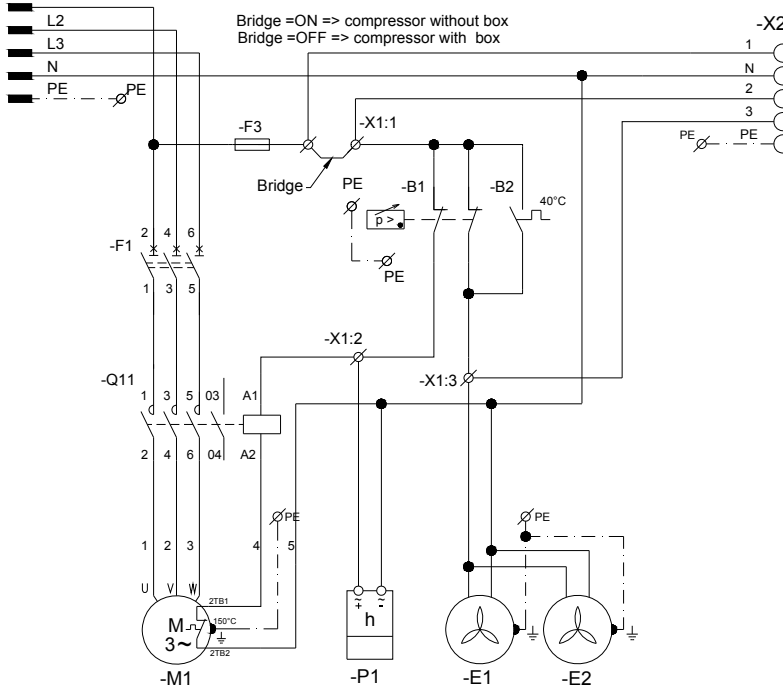 Bridge =ON => compressor without box
Bridge =OFF => compressor with box
-X2
L2
L3
N
PE
PE
1
N
2
3
PE
PE
-F3
-X1:1
Bridge
PE
-B1
-B2
40°C
p >
PE
2 4 6
-F1
1 3 5
-X1:2
-X1:3
-Q11
1 3 5 03 A1
2 4 6 04 A2
PE
PE
1 2 3 4 5
U V W
2TB1
M
150°C
3~
2TB2
~ ~
+ -
h
-M1
-P1
-E1
-E2